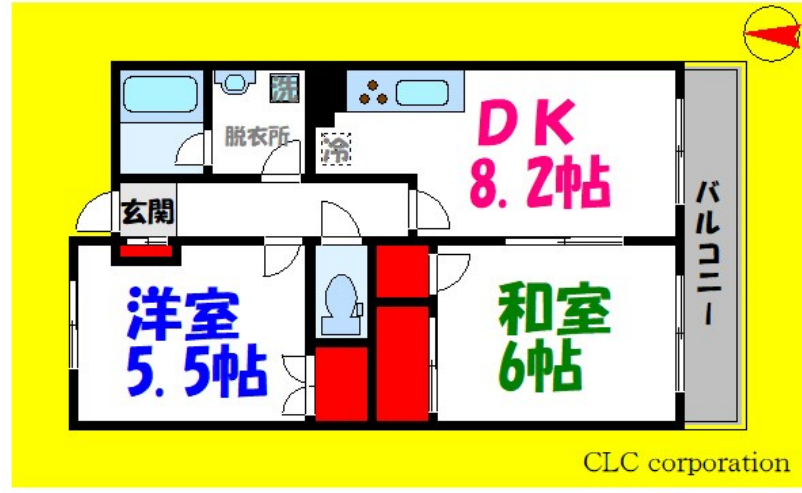 洗
脱衣所
冷
DK
8.2帖
玄関
バルコニー
洋室
5.5帖
和室
6帖
CLC corporation